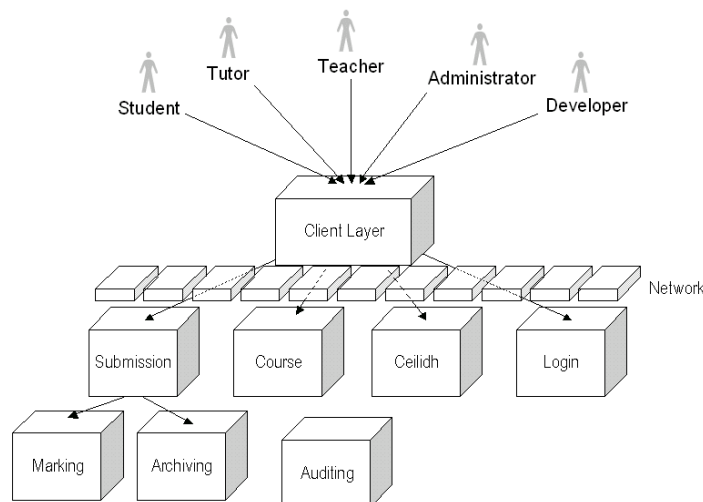 Student
Tutor
Teacher
Administrator
Developer
Client Layer
Network
Submission
Course
Ceilidh
Login
Marking
Archiving
Auditing